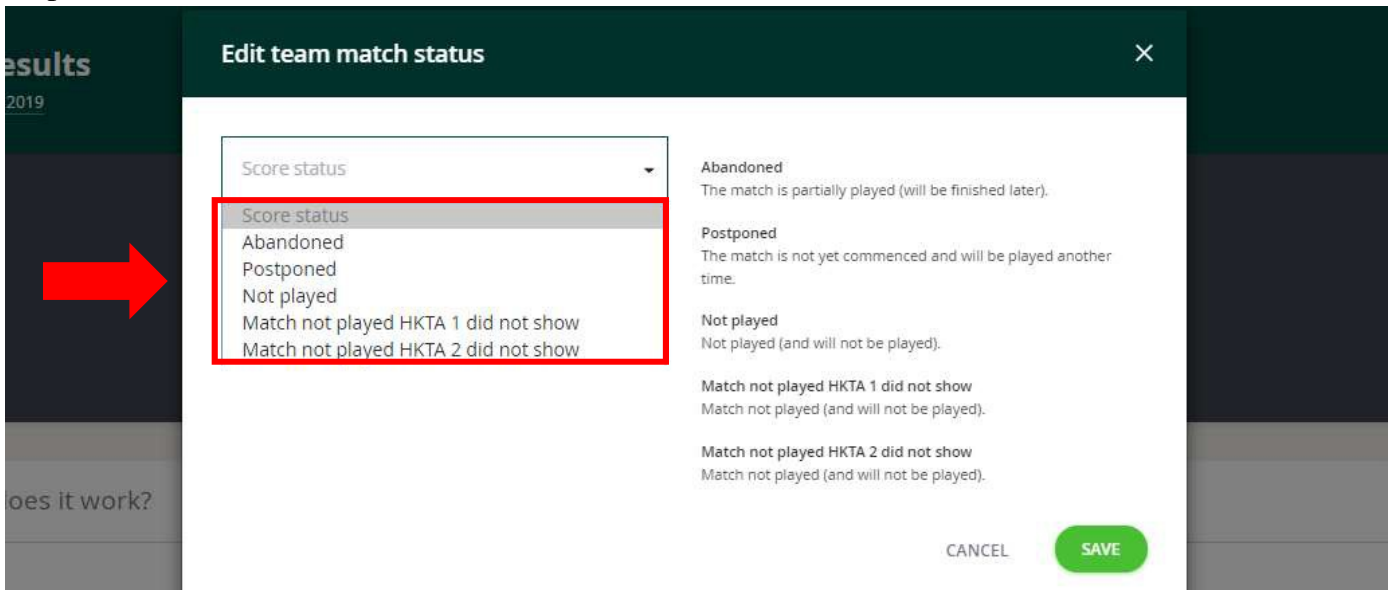 esults
2019
Edit team match status
Score status
Score status
Abandoned
Postponed
Not played
Match not played HKTA 1 did not show
Match not played HKTA 2 did not show
Abandoned
The match is partially played (will be finished later).
Postponed
The match is not yet commenced and will be played another
time.
Not played
Not played (and will not be played).
Match not played HKTA 1 did not show
Match not played (and will not be played).
Match not played HKTA 2 did not show
Match not played (and will not be played).
oes it work?
CANCEL
SAVE